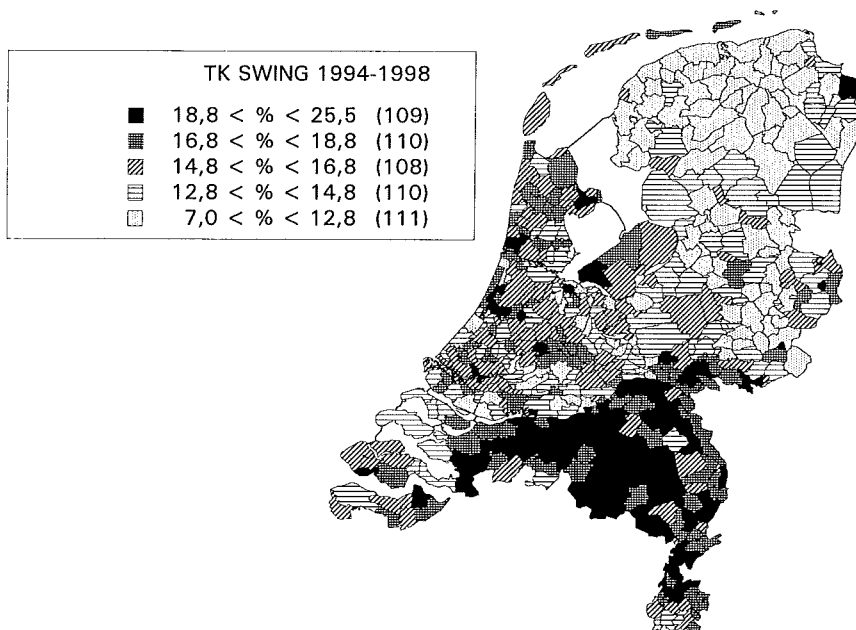 TK SWING 1994-1998
18,8 < % < 25,5 (109)
16,8 < % < 18,8 (110)
14,8 < % < 16,8 (108)
12,8 < % < 14,8 (110)
7,0 < % < 12,8 (111)